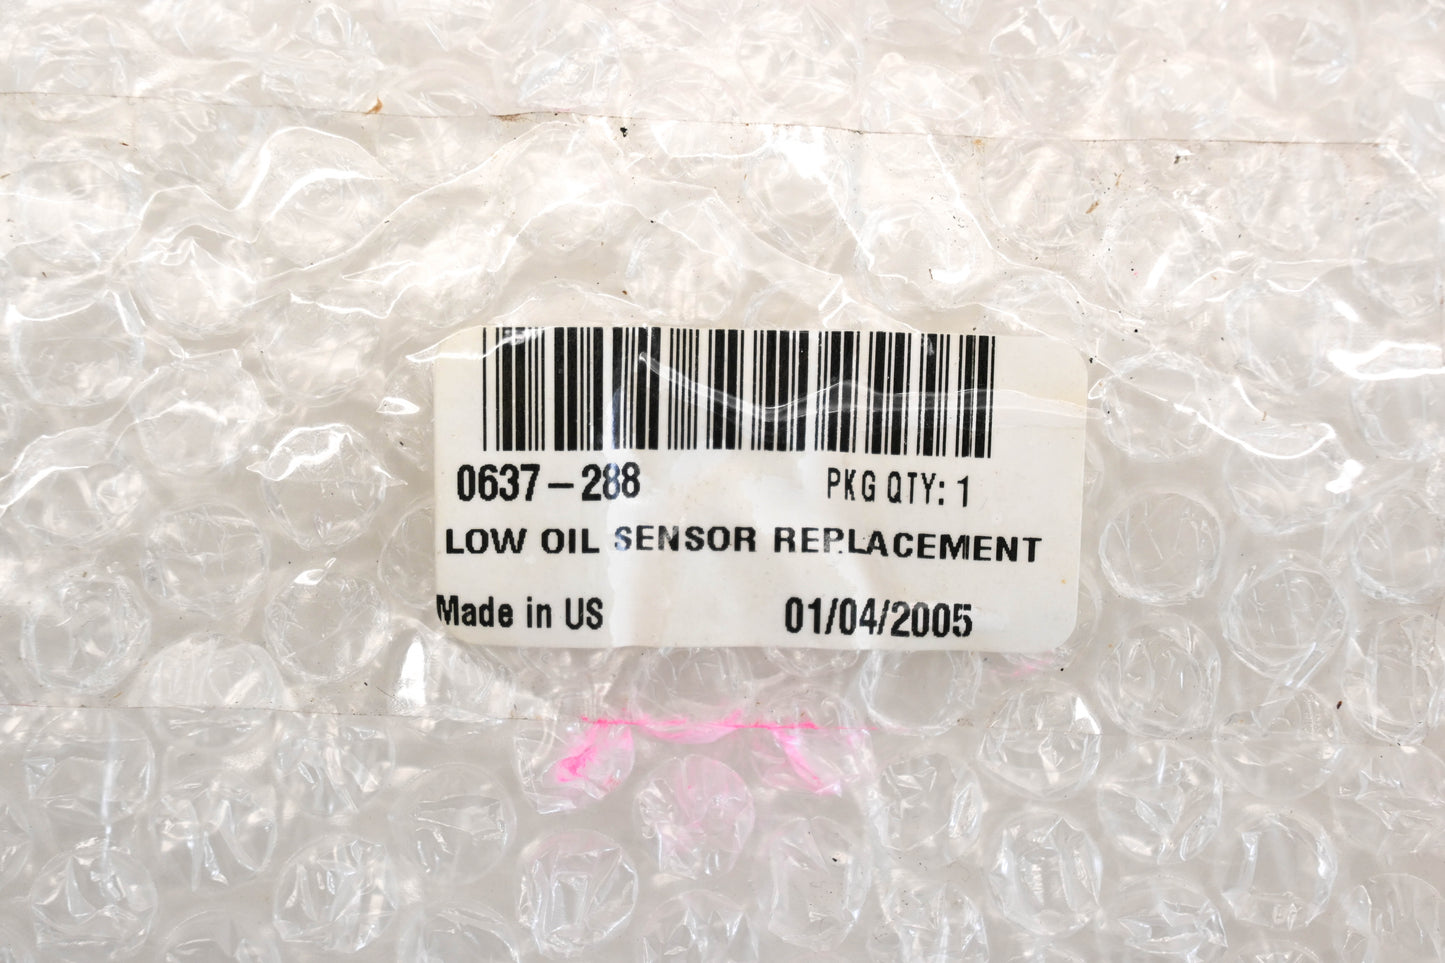 0637-288 PKG QTY: 1
LOW OIL SENSOR REPLACEMENT
Made in US 01/04/2005